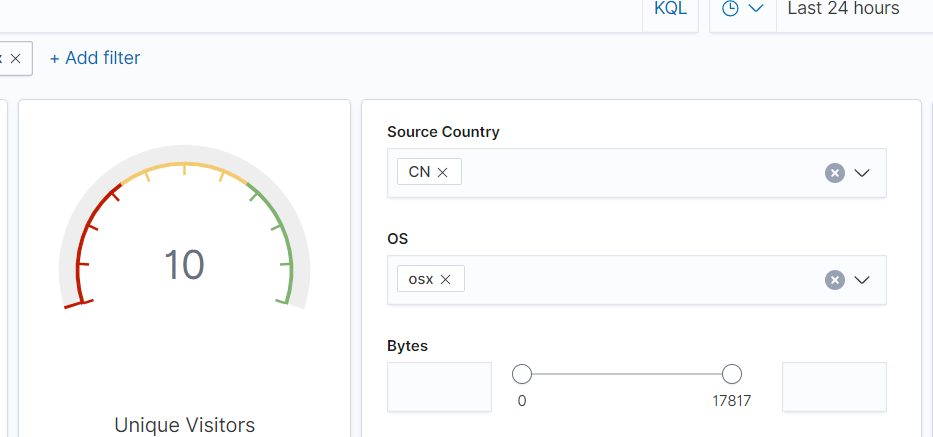 KQL
Last 24 hours
+ Add filter
10
Unique Visitors
Source Country
CN
OS
osx
Bytes
0
17817